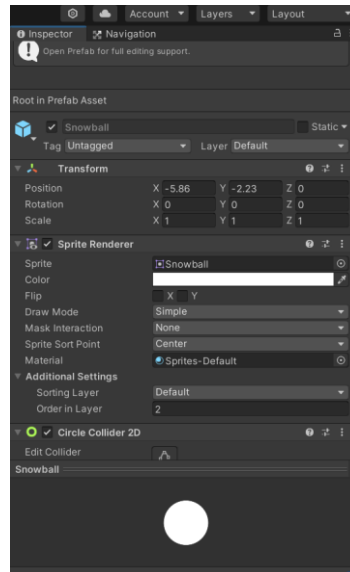 Account Layers Layout
Inspector Navigation
Open Prefab for full editing support.
Root in Prefab Asset
Snowball Static
Tag Untagged Layer Default
Transform
Position X -5.86 Y -2.23 Z 0
Rotation X 0 Y 0 Z 0
Scale X 1 Y 1 Z 1
Sprite Renderer
Sprite Snowball
Color
Flip X Y
Draw Mode Simple
Mask Interaction None
Sprite Sort Point Center
Material Sprites-Default
Additional Settings
Sorting Layer Default
Order in Layer 2
Circle Collider 2D
Edit Collider
Snowball